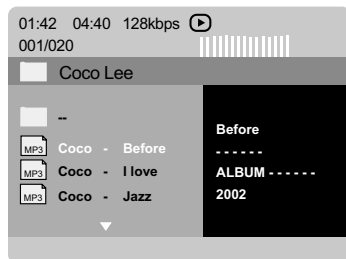 01:42 04:40 128kbps
001/020
Coco Lee
--
MP3 Coco - Before
MP3 Coco - I love
MP3 Coco - Jazz
Before
- - - - - -
ALBUM - - - - - -
2002